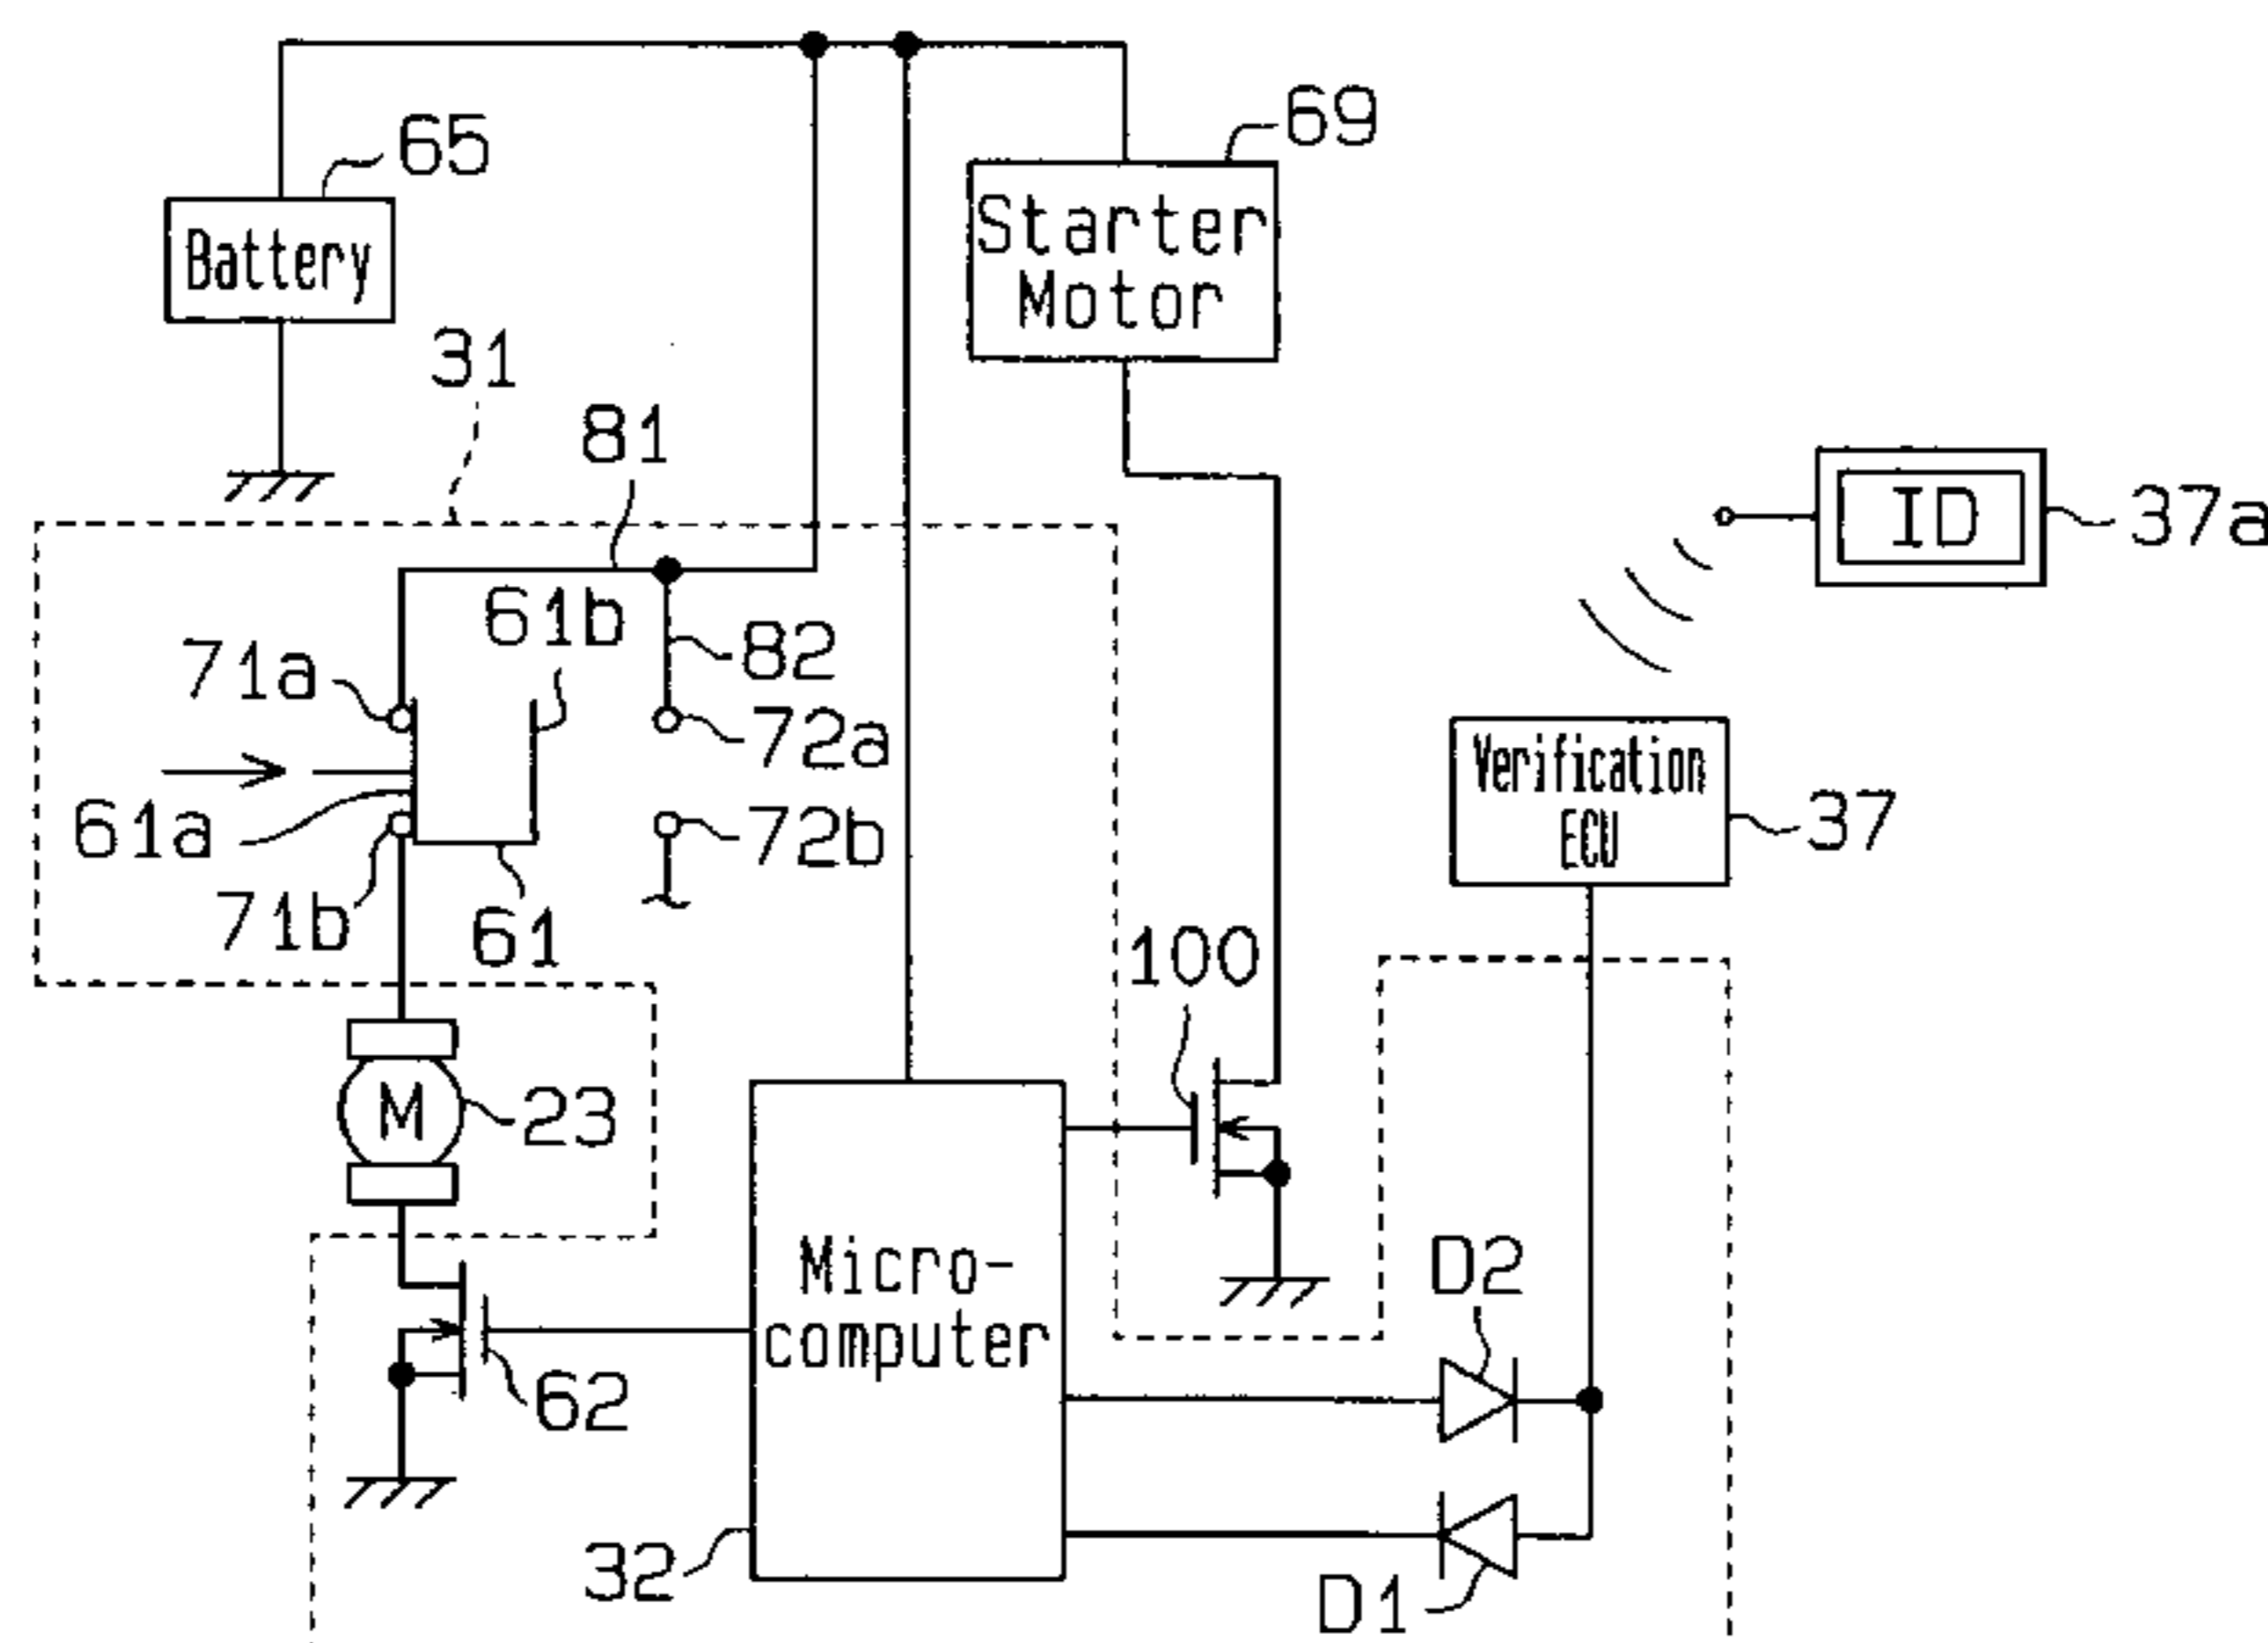 65
69
Battery
Starter
Motor
31
81
ID
37a
61b
82
71a
72a
Verification
ECU
37
61a
72b
71b
61
100
M
23
D2
Micro-
computer
62
32
D1